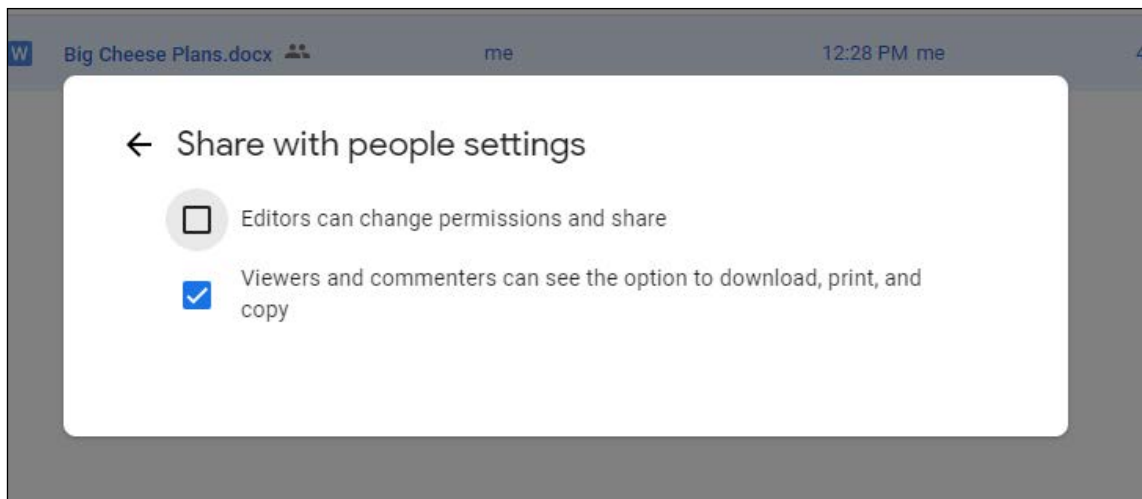 W Big Cheese Plans.docx me 12:28 PM me 4
Share with people settings
Editors can change permissions and share
Viewers and commenters can see the option to download, print, and
copy